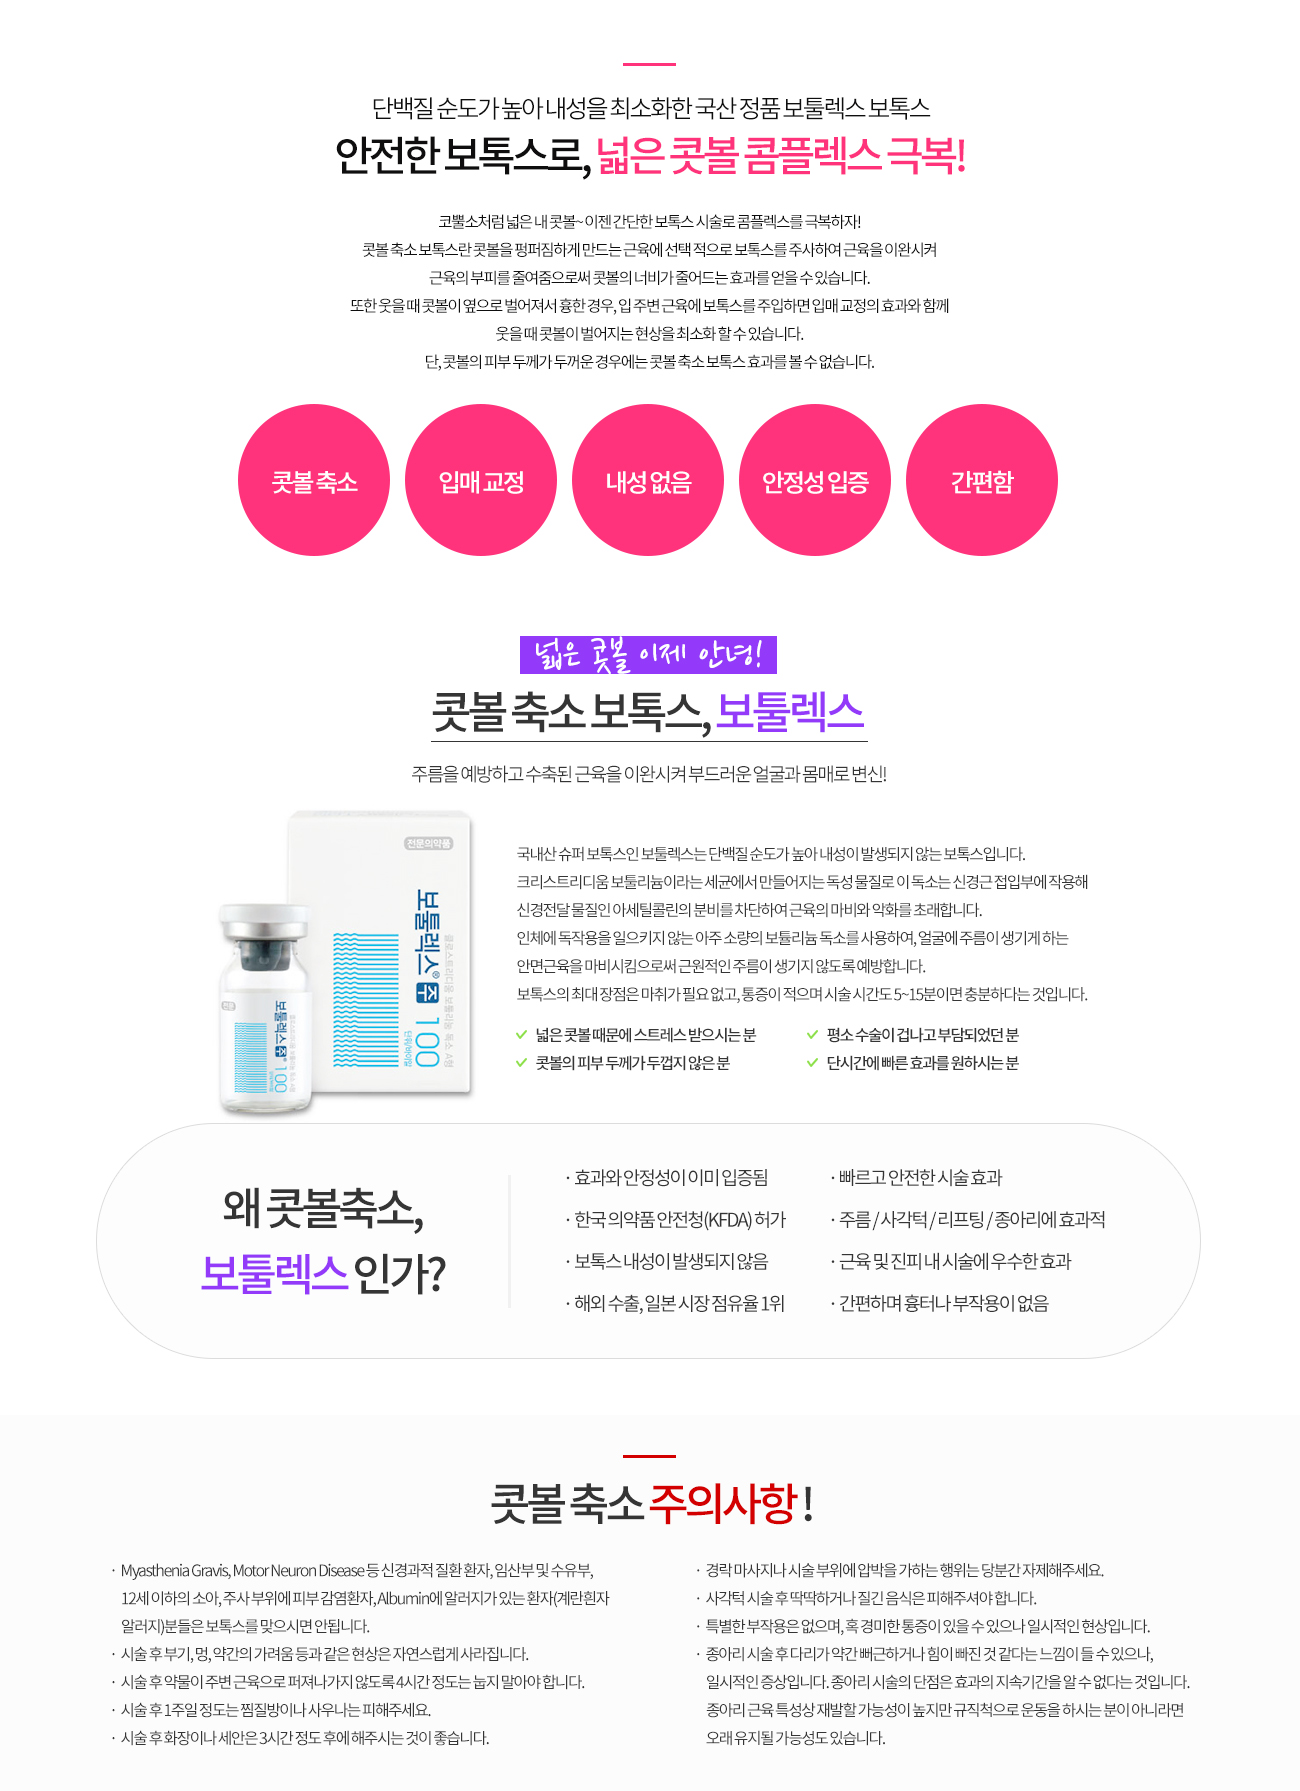 단백질 순도가 높아 내성을 최소화한 국산 정품 보툴렉스 보톡스
안전한 보톡스로, 넓은 콧볼 콤플렉스 극복!
코뿔소처럼 넓은 내 콧볼~ 이젠 간단한 보톡스 시술로 콤플렉스를 극복하자!
콧볼 축소 보톡스란 콧볼을 펑퍼짐하게 만드는 근육에 선택 적으로 보톡스를 주사하여 근육을 이완시켜
근육의 부피를 줄여줌으로써 콧볼의 너비가 줄어드는 효과를 얻을 수 있습니다.
또한 웃을 때 콧볼이 옆으로 벌어져서 흉한 경우, 입 주변 근육에 보톡스를 주입하면 입매 교정의 효과와 함께
웃을 때 콧볼이 벌어지는 현상을 최소화 할 수 있습니다.
단, 콧볼의 피부 두께가 두꺼운 경우에는 콧볼 축소 보톡스 효과를 볼 수 없습니다.
콧볼 축소
입매 교정
내성 없음
안정성 입증
간편함
넓은 콧볼 이제 안녕!
콧볼 축소 보톡스, 보툴렉스
주름을 예방하고 수축된 근육을 이완시켜 부드러운 얼굴과 몸매로 변신!
전문의약품
보툴렉스® 주 100
클로스트리디움 보툴리눔 독소 A형
단위/바이알
보툴렉스 주® 100
국내산 슈퍼 보톡스인 보툴렉스는 단백질 순도가 높아 내성이 발생되지 않는 보톡스입니다.
크리스트리디움 보툴리늄이라는 세균에서 만들어지는 독성 물질로 이 독소는 신경근 접입부에 작용해
신경전달 물질인 아세틸콜린의 분비를 차단하여 근육의 마비와 악화를 초래합니다.
인체에 독작용을 일으키지 않는 아주 소량의 보튤리늄 독소를 사용하여, 얼굴에 주름이 생기게 하는
안면근육을 마비시킴으로써 근원적인 주름이 생기지 않도록 예방합니다.
보톡스의 최대 장점은 마취가 필요 없고, 통증이 적으며 시술 시간도 5~15분이면 충분하다는 것입니다.
넓은 콧볼 때문에 스트레스 받으시는 분
평소 수술이 겁나고 부담되었던 분
콧볼의 피부 두께가 두껍지 않은 분
단시간에 빠른 효과를 원하시는 분
왜 콧볼축소,
보툴렉스 인가?
· 효과와 안정성이 이미 입증됨
· 한국 의약품 안전청(KFDA) 허가
· 보톡스 내성이 발생되지 않음
· 해외 수출, 일본 시장 점유율 1위
· 빠르고 안전한 시술 효과
· 주름 / 사각턱 / 리프팅 / 종아리에 효과적
· 근육 및 진피 내 시술에 우수한 효과
· 간편하며 흉터나 부작용이 없음
콧볼 축소 주의사항 !
· Myasthenia Gravis, Motor Neuron Disease 등 신경과적 질환 환자, 임산부 및 수유부,
12세 이하의 소아, 주사 부위에 피부 감염환자, Albumin에 알러지가 있는 환자(계란흰자
알러지)분들은 보톡스를 맞으시면 안됩니다.
· 시술 후 부기, 멍, 약간의 가려움 등과 같은 현상은 자연스럽게 사라집니다.
· 시술 후 약물이 주변 근육으로 퍼져나가지 않도록 4시간 정도는 눕지 말아야 합니다.
· 시술 후 1주일 정도는 찜질방이나 사우나는 피해주세요.
· 시술 후 화장이나 세안은 3시간 정도 후에 해주시는 것이 좋습니다.
· 경락 마사지나 시술 부위에 압박을 가하는 행위는 당분간 자제해주세요.
· 사각턱 시술 후 딱딱하거나 질긴 음식은 피해주셔야 합니다.
· 특별한 부작용은 없으며, 혹 경미한 통증이 있을 수 있으나 일시적인 현상입니다.
· 종아리 시술 후 다리가 약간 뻐근하거나 힘이 빠진 것 같다는 느낌이 들 수 있으나,
일시적인 증상입니다. 종아리 시술의 단점은 효과의 지속기간을 알 수 없다는 것입니다.
종아리 근육 특성상 재발할 가능성이 높지만 규직척으로 운동을 하시는 분이 아니라면
오래 유지될 가능성도 있습니다.